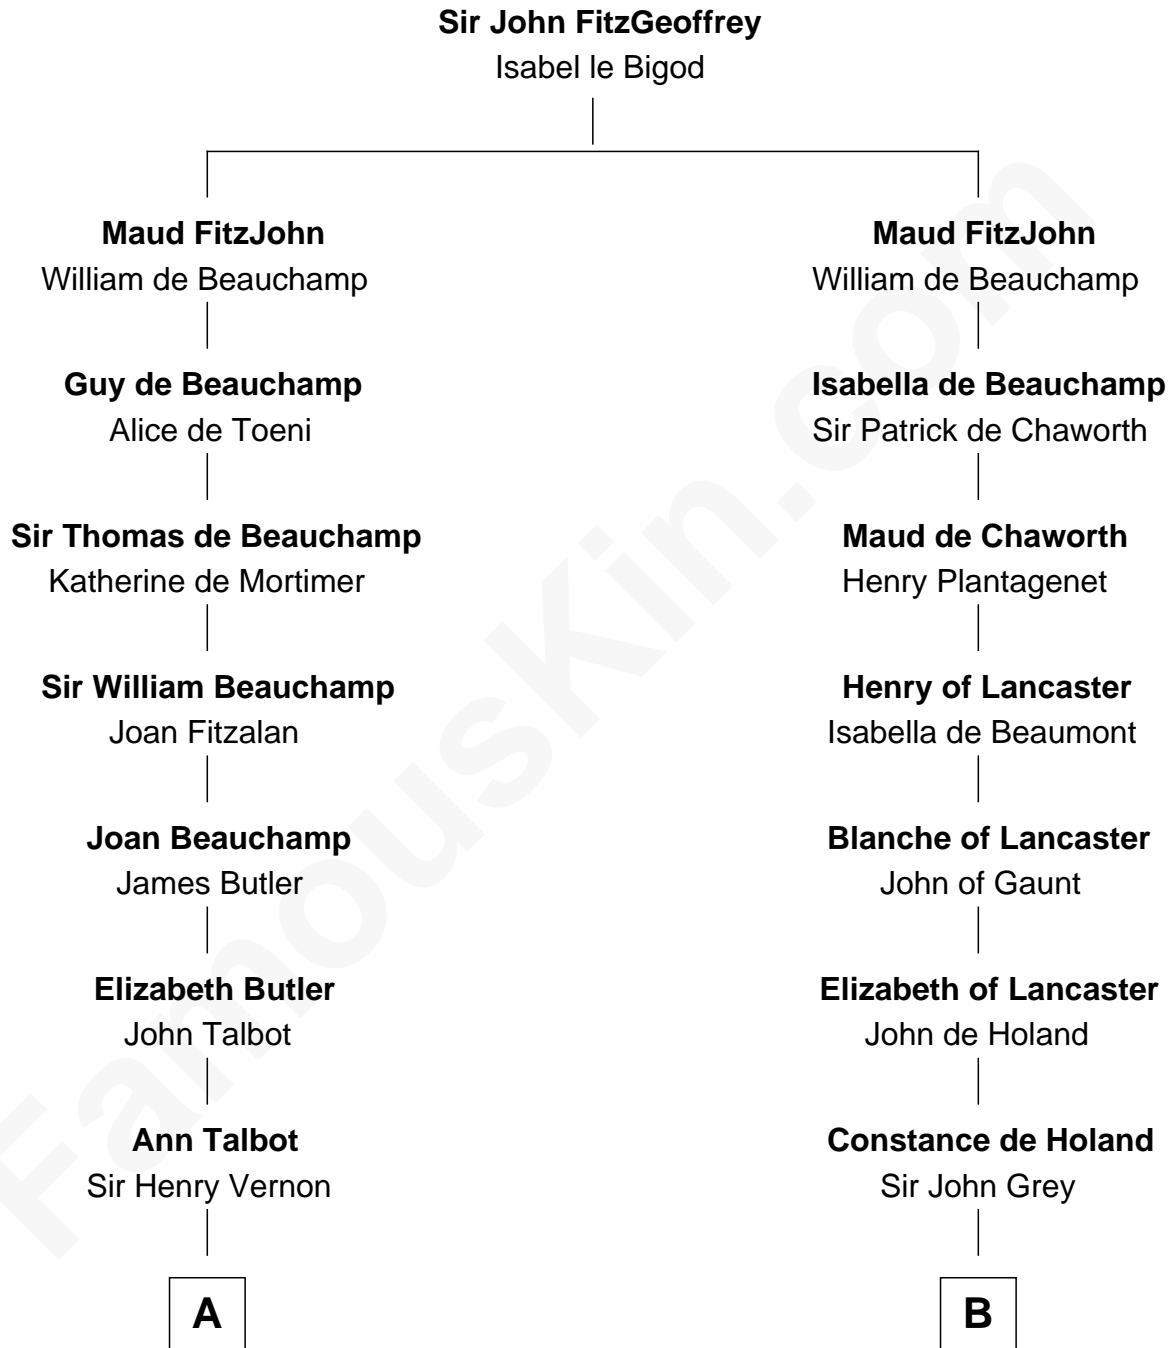 Sir John FitzGeoffrey
Isabel le Bigod
Maud FitzJohn
William de Beauchamp
Guy de Beauchamp
Alice de Toeni
Sir Thomas de Beauchamp
Katherine de Mortimer
Sir William Beauchamp
Joan Fitzalan
Joan Beauchamp
James Butler
Elizabeth Butler
John Talbot
Ann Talbot
Sir Henry Vernon
A
Maud FitzJohn
William de Beauchamp
Isabella de Beauchamp
Sir Patrick de Chaworth
Maud de Chaworth
Henry Plantagenet
Henry of Lancaster
Isabella de Beaumont
Blanche of Lancaster
John of Gaunt
Elizabeth of Lancaster
John de Holand
Constance de Holand
Sir John Grey
B
FamousKin.com